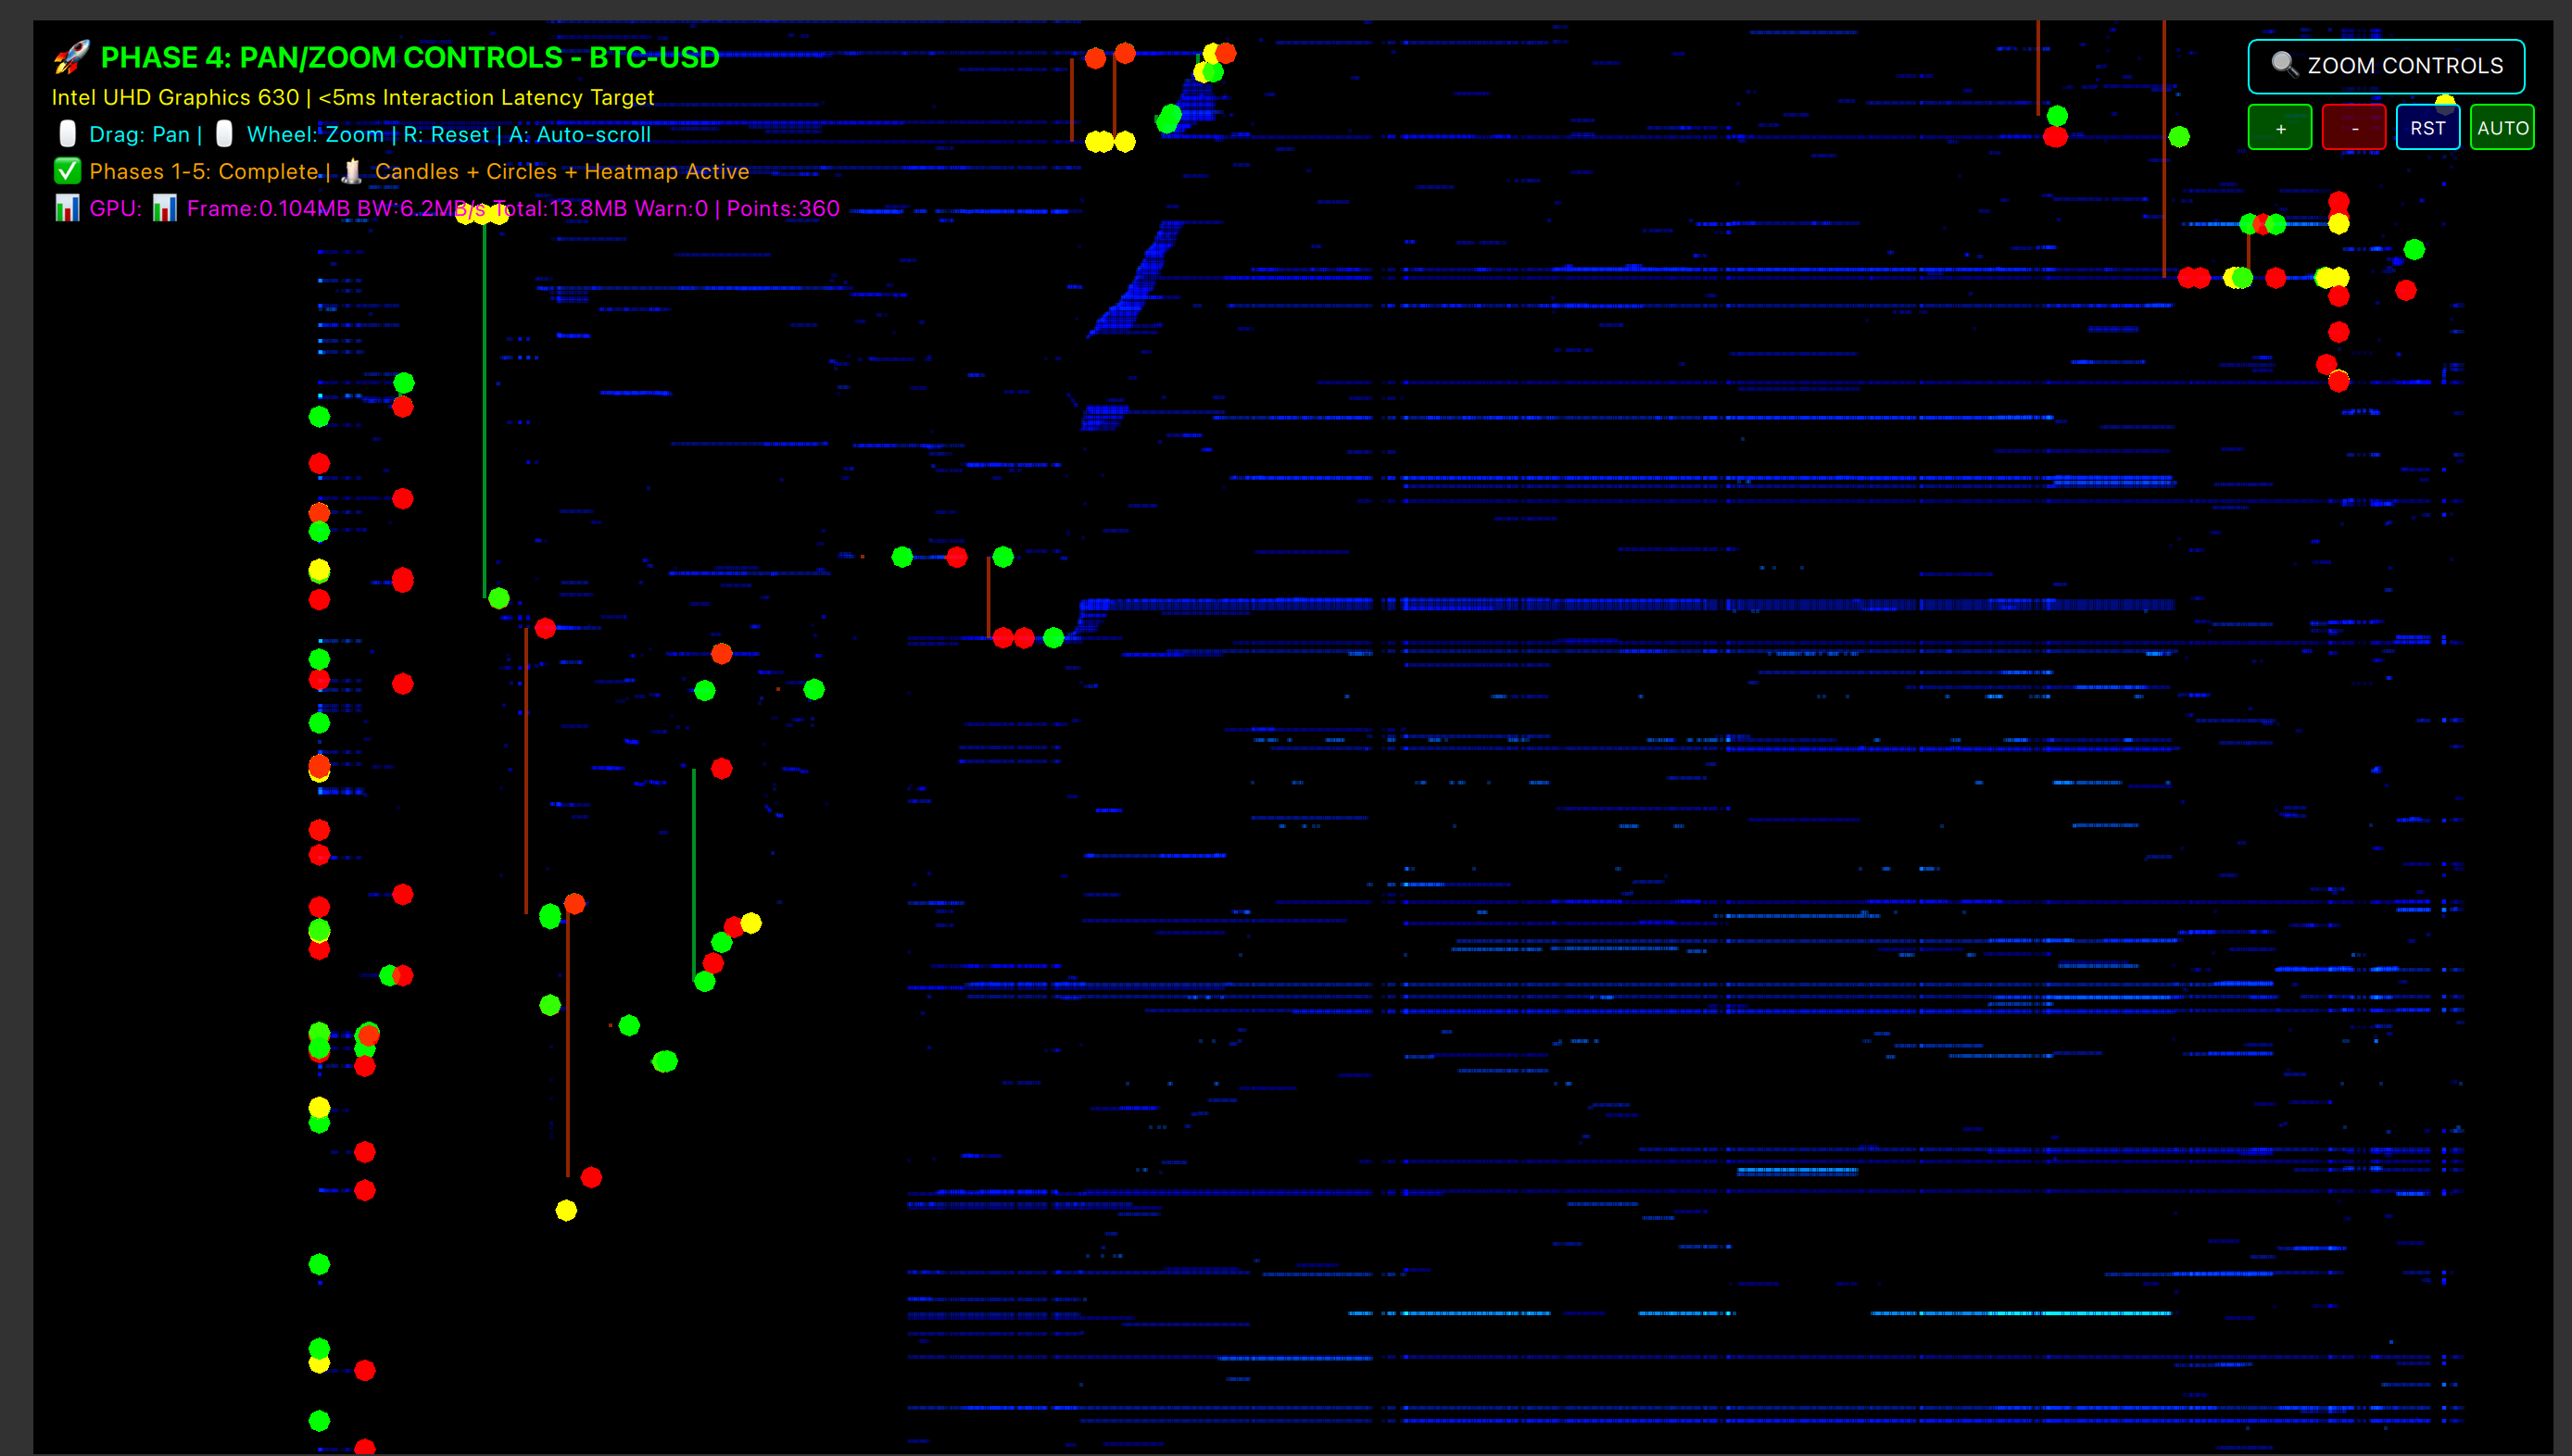 🚀 PHASE 4: PAN/ZOOM CONTROLS - BTC-USD
Intel UHD Graphics 630 | <5ms Interaction Latency Target
Drag: Pan | Wheel: Zoom | R: Reset | A: Auto-scroll
✅ Phases 1-5: Complete | 🕯️ Candles + Circles + Heatmap Active
📊 GPU: 📊 Frame:0.104MB BW:6.2MB/s Total:13.8MB Warn:0 | Points:360
🔍 ZOOM CONTROLS
+ - RST AUTO